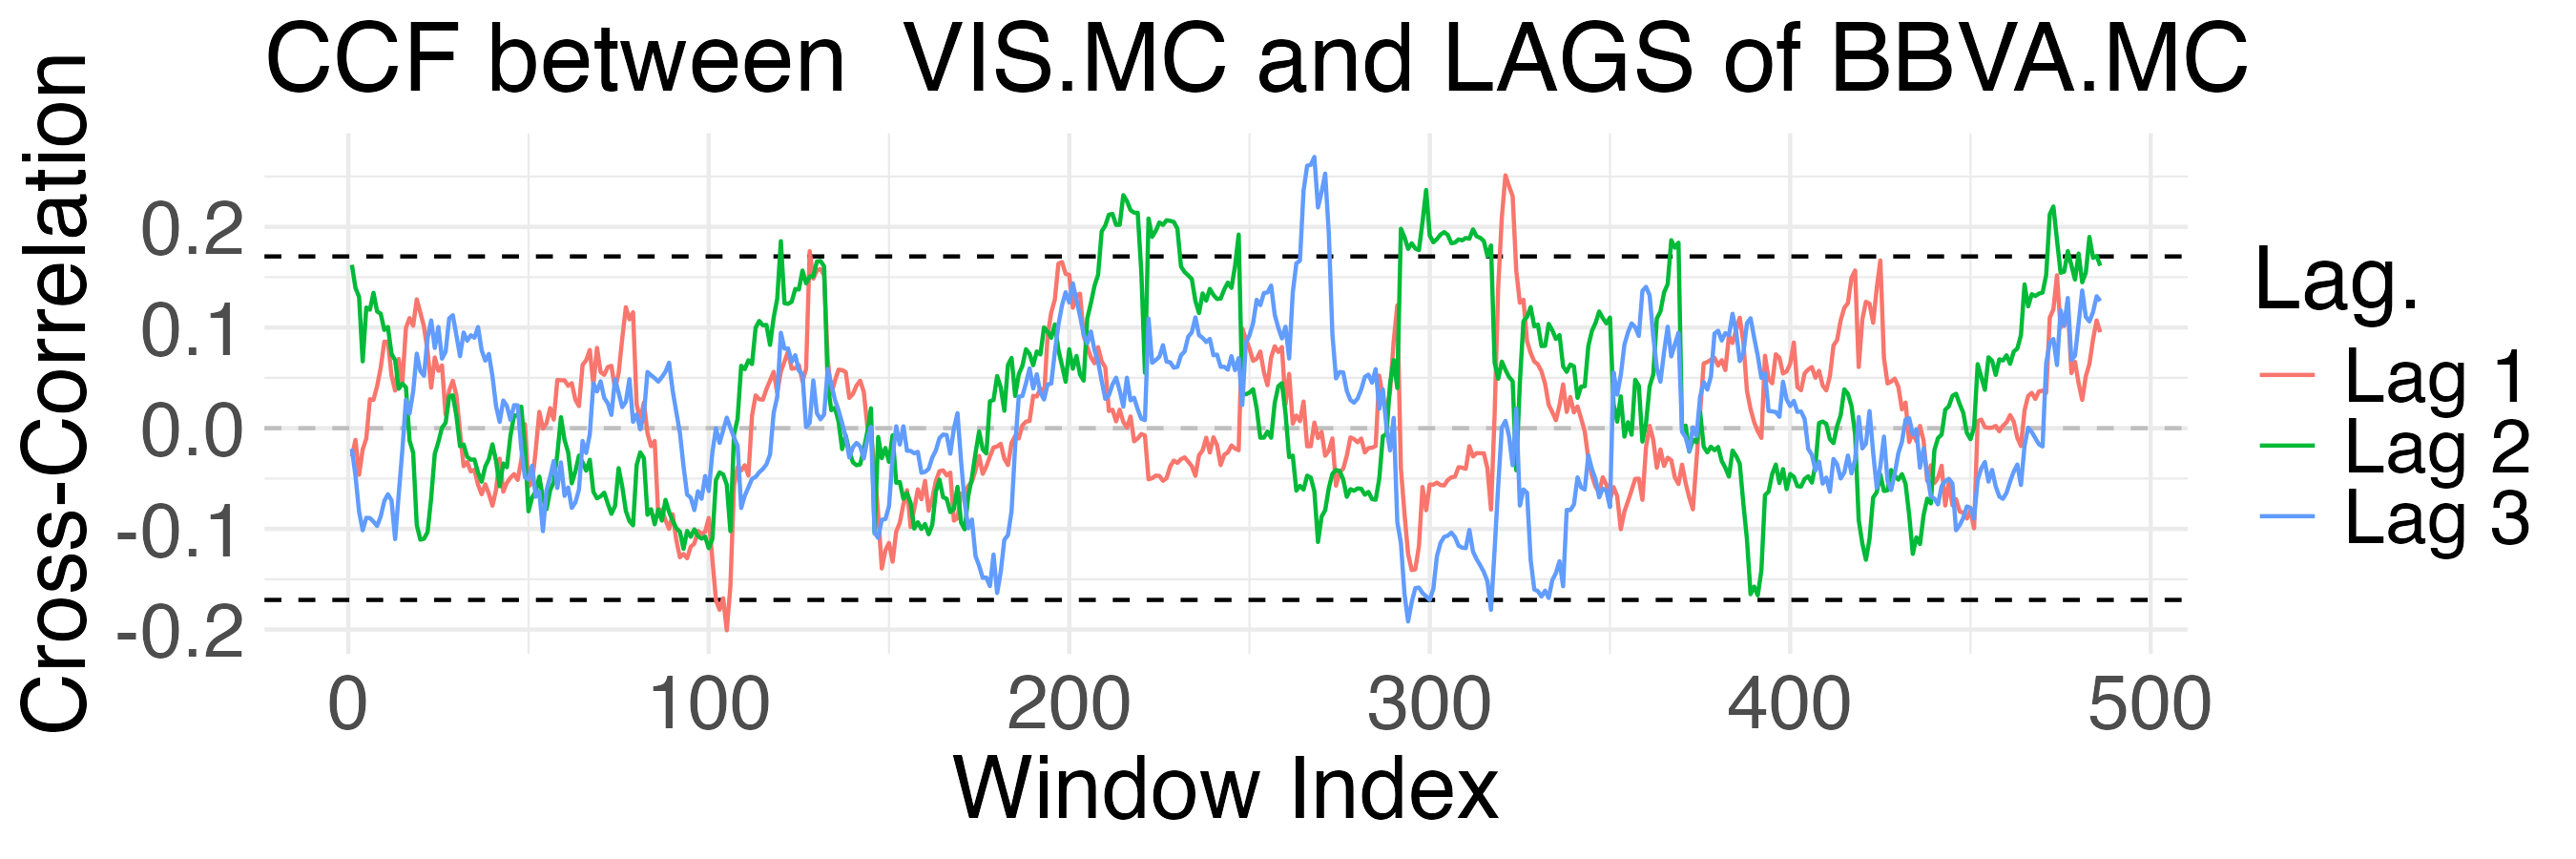 CCF between  VIS.MC and LAGS of BBVA.MC
Cross-Correlation
0.2
0.1
0.0
-0.1
-0.2
0 100 200 300 400 500
Window Index
Lag.
Lag 1
Lag 2
Lag 3